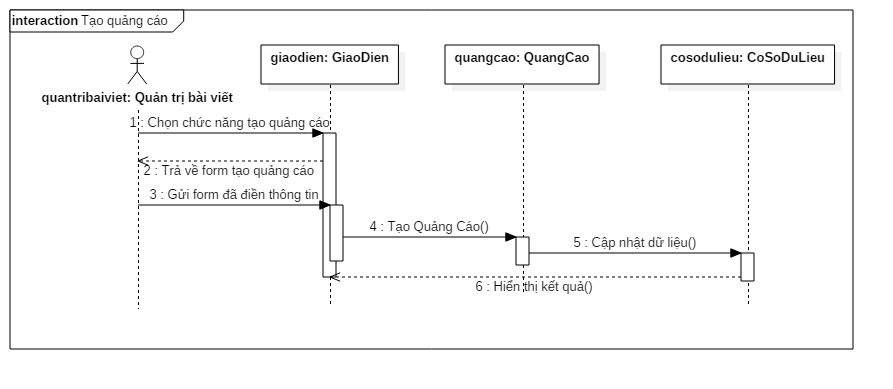 interaction Tạo quảng cáo
giaodien: GiaoDien
quangcao: QuangCao
cosodulieu: CoSoDuLieu
quantribaiviet: Quản trị bài viết
1 : Chọn chức năng tạo quảng cáo
2 : Trả về form tạo quảng cáo
3 : Gửi form đã điền thông tin
4 : Tạo Quảng Cáo()
5 : Cập nhật dữ liệu()
6 : Hiển thị kết quả()